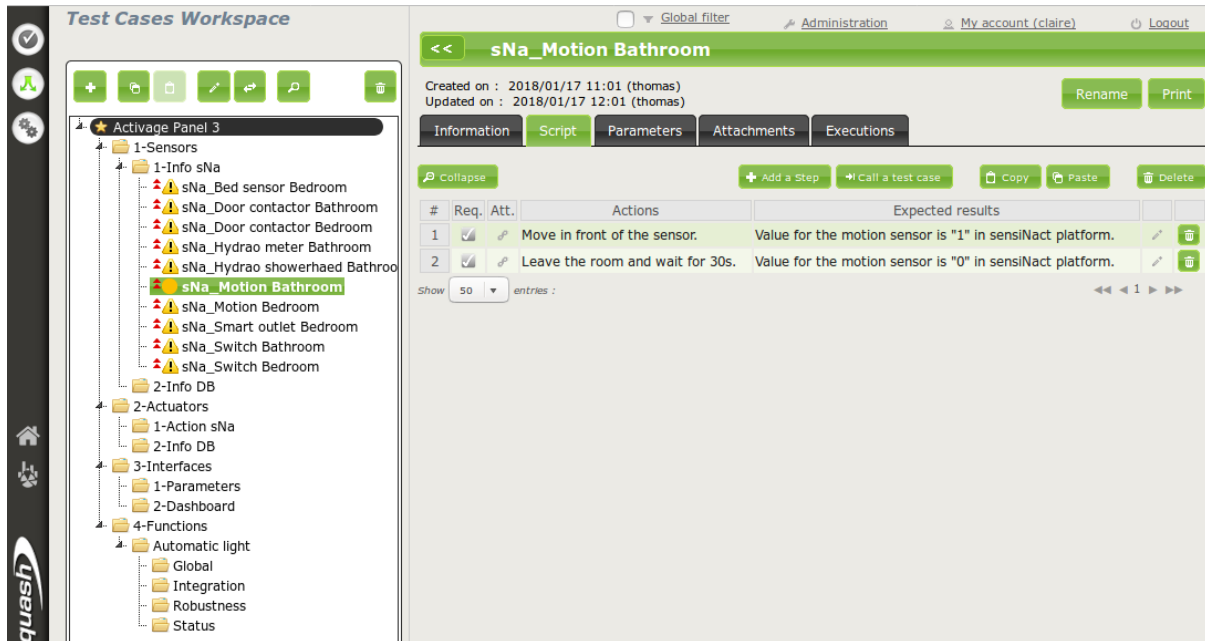 Test Cases Workspace
Global filter
Administration
My account (claire)
Logout
<<
sNa_Motion Bathroom
Created on : 2018/01/17 11:01 (thomas)
Updated on : 2018/01/17 12:01 (thomas)
Rename
Print
Information
Script
Parameters
Attachments
Executions
Collapse
Add a Step
Call a test case
Copy
Paste
Delete
# Req. Att. Actions Expected results
1 Move in front of the sensor. Value for the motion sensor is "1" in sensiNact platform.
2 Leave the room and wait for 30s. Value for the motion sensor is "0" in sensiNact platform.
Show 50 entries :
1
Activage Panel 3
1-Sensors
1-Info sNa
sNa_Bed sensor Bedroom
sNa_Door contactor Bathroom
sNa_Door contactor Bedroom
sNa_Hydrao meter Bathroom
sNa_Hydrao showerhaed Bathroo
sNa_Motion Bathroom
sNa_Motion Bedroom
sNa_Smart outlet Bedroom
sNa_Switch Bathroom
sNa_Switch Bedroom
2-Info DB
2-Actuators
1-Action sNa
2-Info DB
3-Interfaces
1-Parameters
2-Dashboard
4-Functions
Automatic light
Global
Integration
Robustness
Status
quash